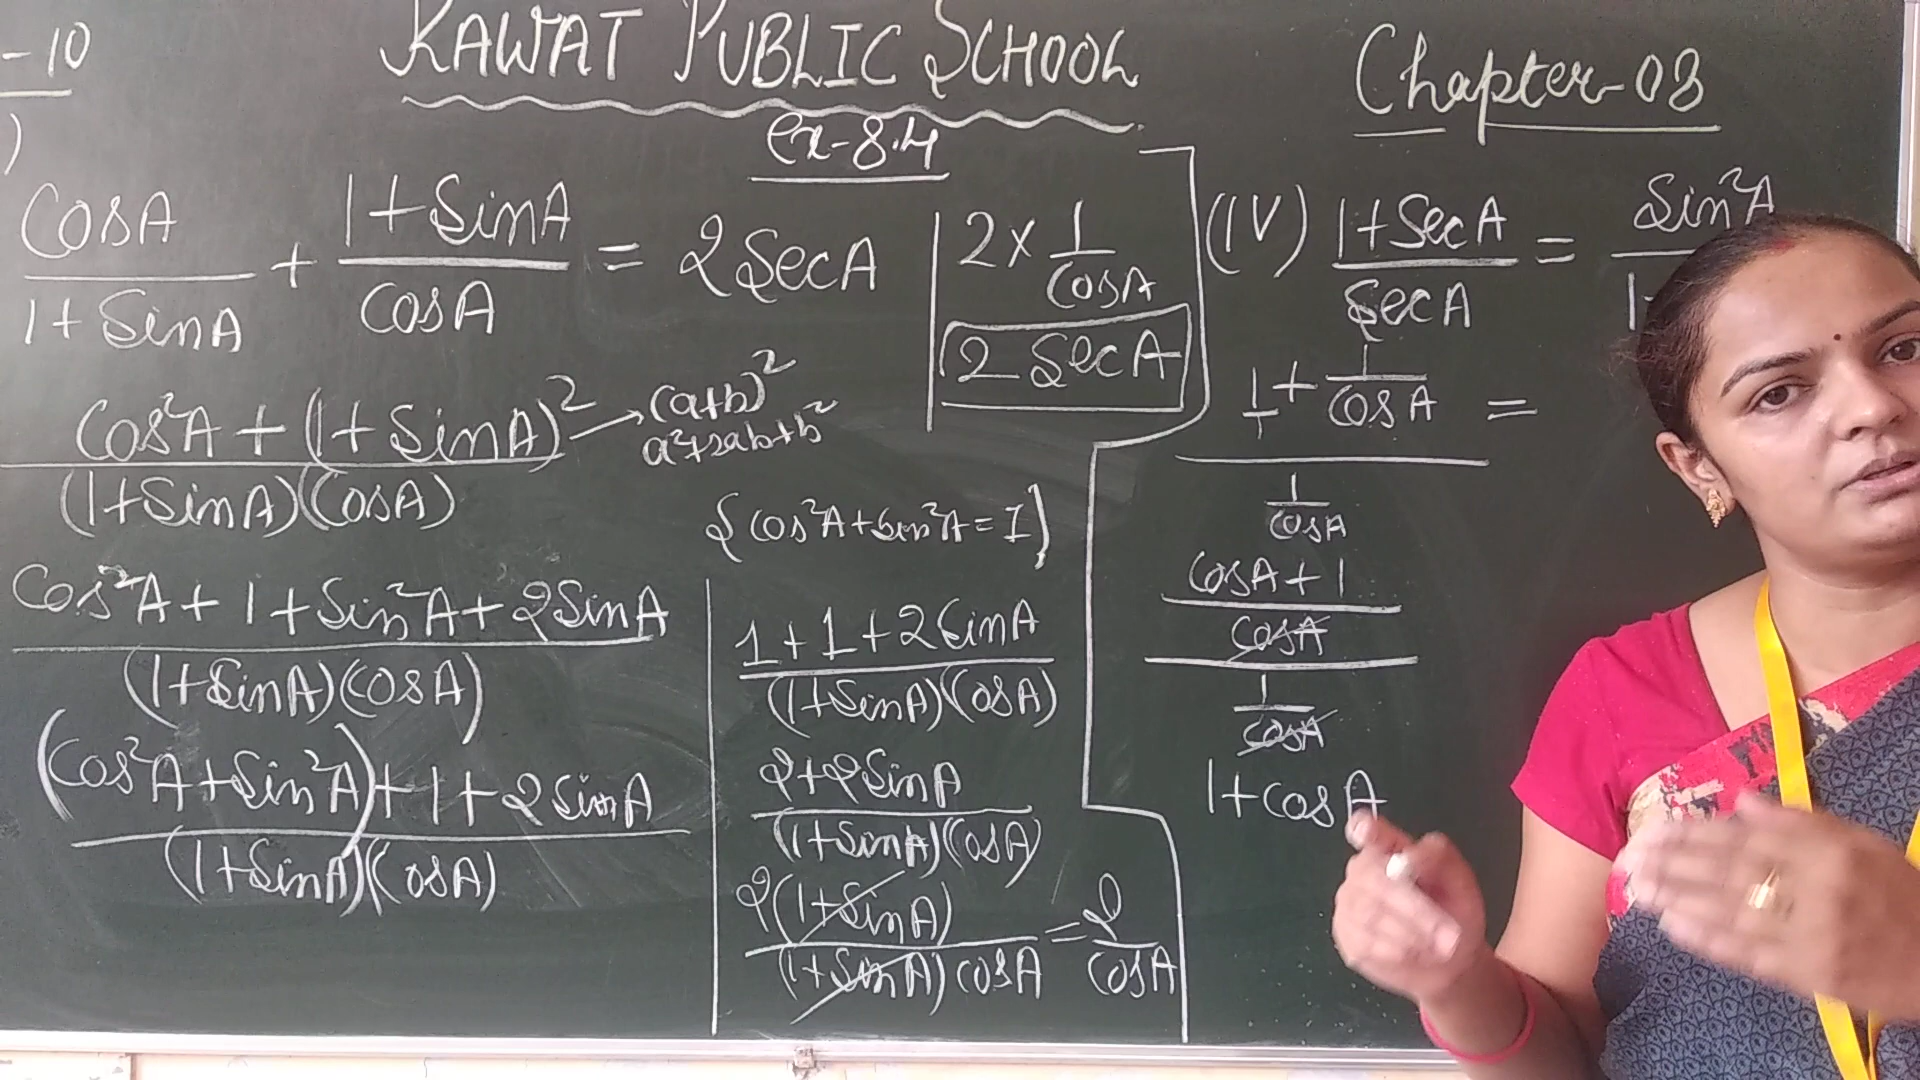 -10
RAWAT PUBLIC SCHOOL
Chapter-08
)
ex-8.4
CosA/1+SinA + 1+SinA/CosA = 2SecA
Cos²A + (1+SinA)² → (a+b)²
a²+2ab+b²
(1+SinA)(CosA)
Cos²A + 1 + Sin²A + 2SinA
(1+SinA)(CosA)
(Cos²A + Sin²A) + 1 + 2SinA
(1+SinA)(CosA)
{Cos²A + Sin²A = 1}
1 + 1 + 2SinA
(1+SinA)(CosA)
2+2SinA
(1+SinA)(CosA)
2(1+SinA)/(1+SinA)CosA = 2/CosA
2 × 1/CosA
2 SecA
(IV) 1+SecA/SecA = Sin²A/1-
1/1 + 1/CosA =
1/CosA
CosA + 1
CosA
1
CosA
1+CosA